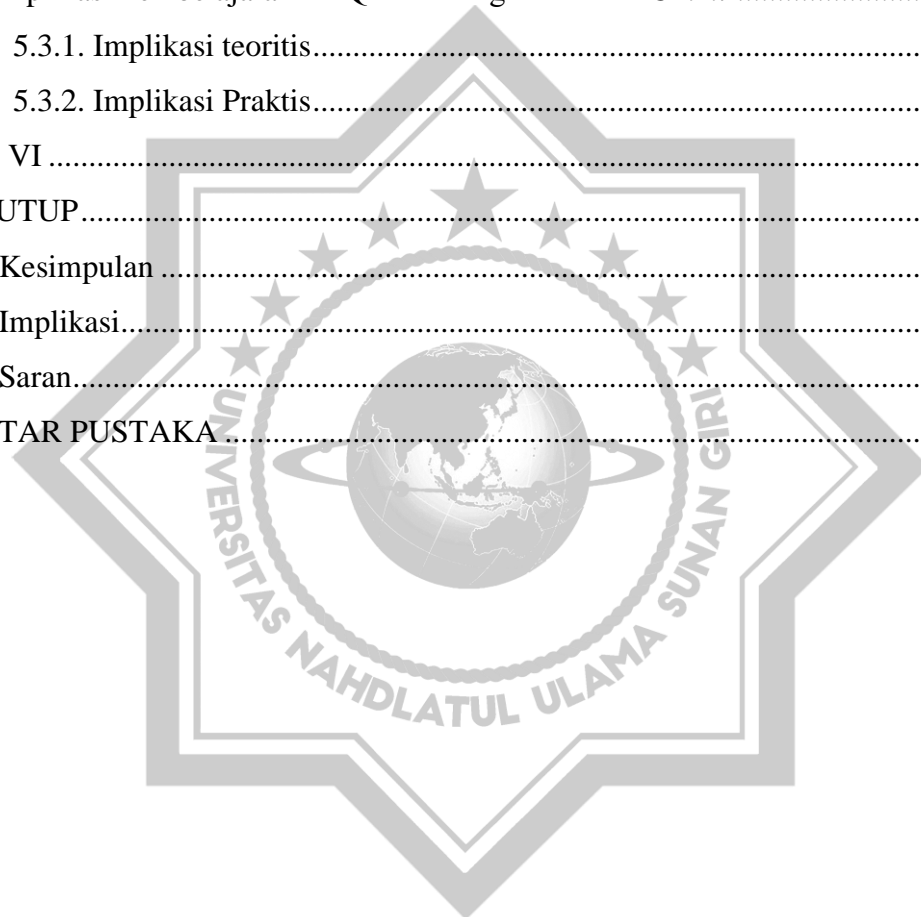 5.3.1. Implikasi teoritis
5.3.2. Implikasi Praktis
VI
UTUP
Kesimpulan
Implikasi
Saran
TAR PUSTAKA
UNIVERSITAS NAHDLATUL ULAMA SUNAN GIRI